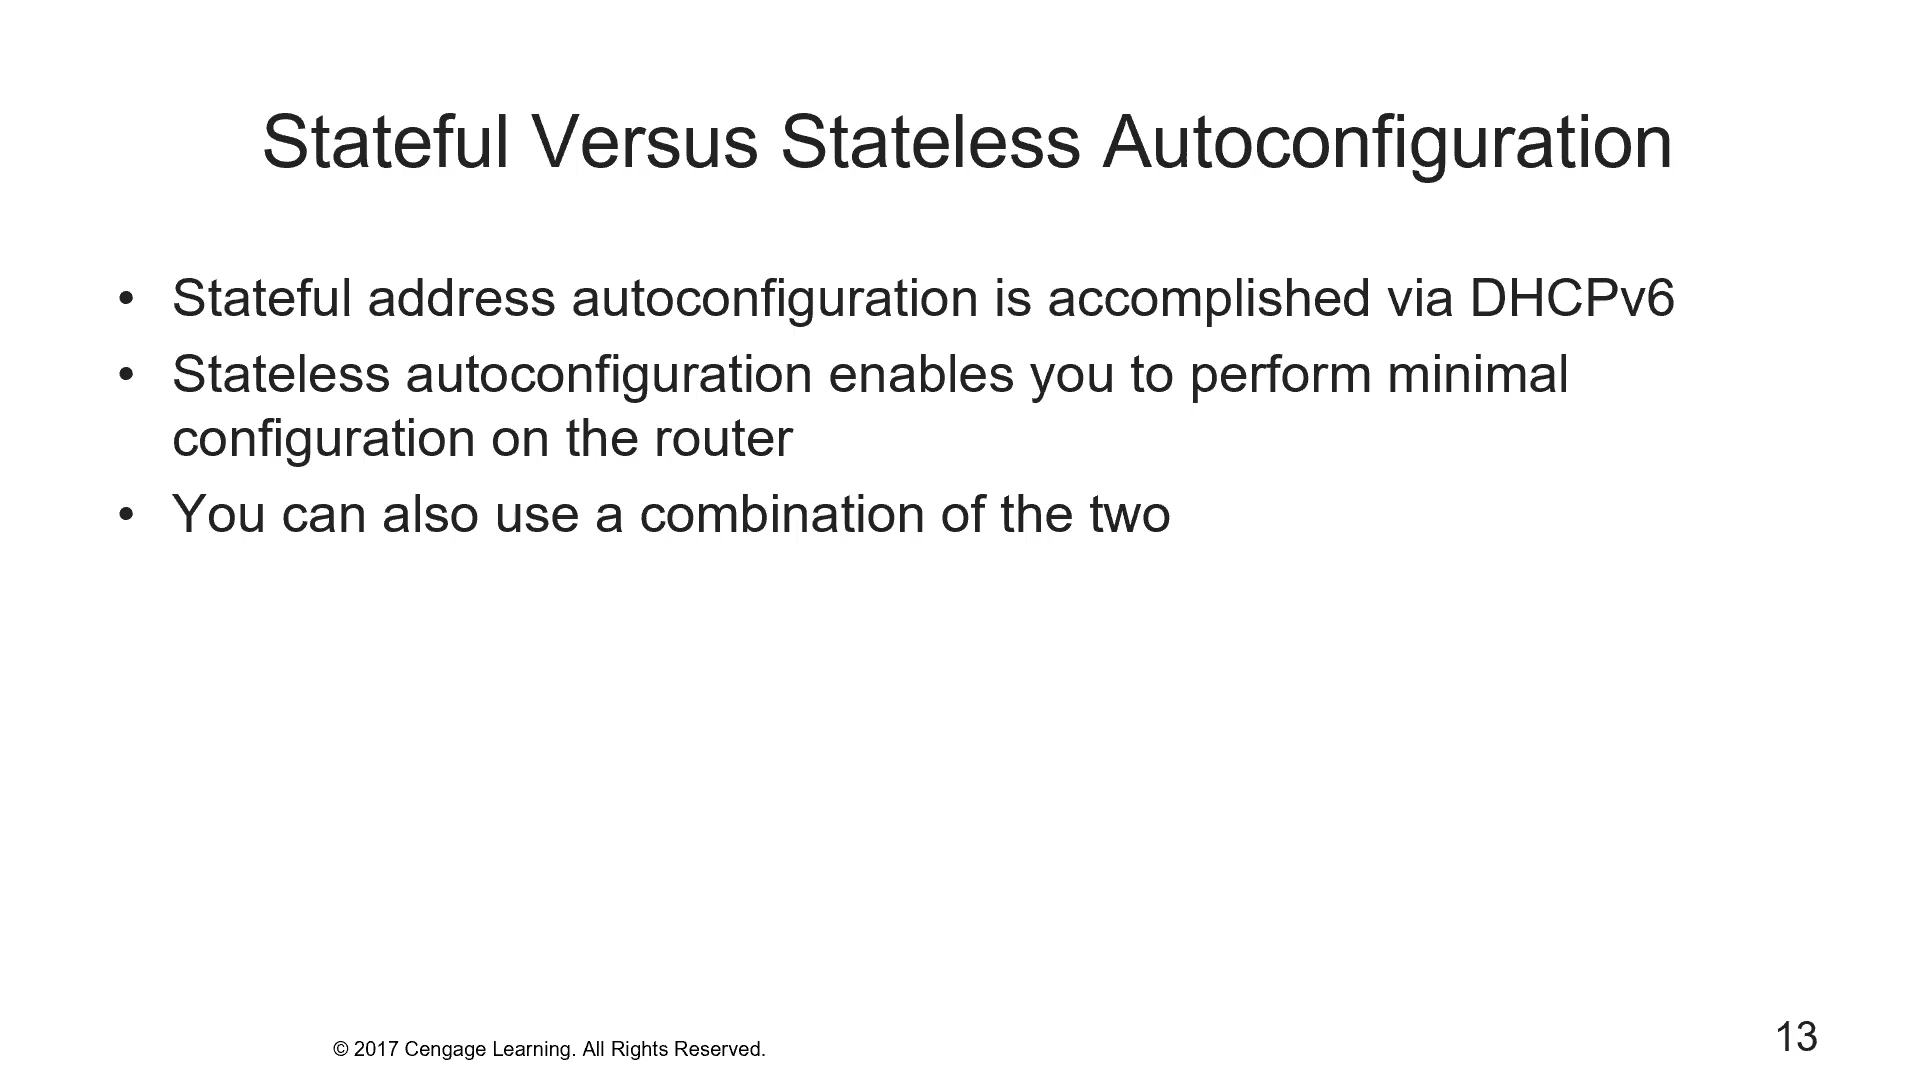 Stateful Versus Stateless Autoconfiguration
• Stateful address autoconfiguration is accomplished via DHCPv6
• Stateless autoconfiguration enables you to perform minimal
configuration on the router
• You can also use a combination of the two
© 2017 Cengage Learning. All Rights Reserved.
13